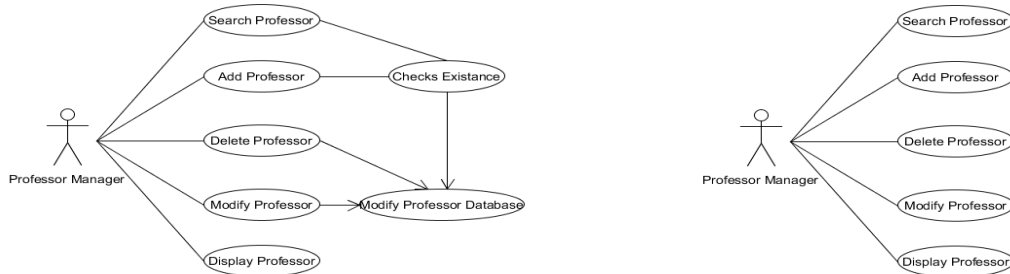 Search Professor
Add Professor
Checks Existance
Delete Professor
Professor Manager
Modify Professor
Modify Professor Database
Display Professor
Search Professor
Add Professor
Delete Professor
Professor Manager
Modify Professor
Display Professor